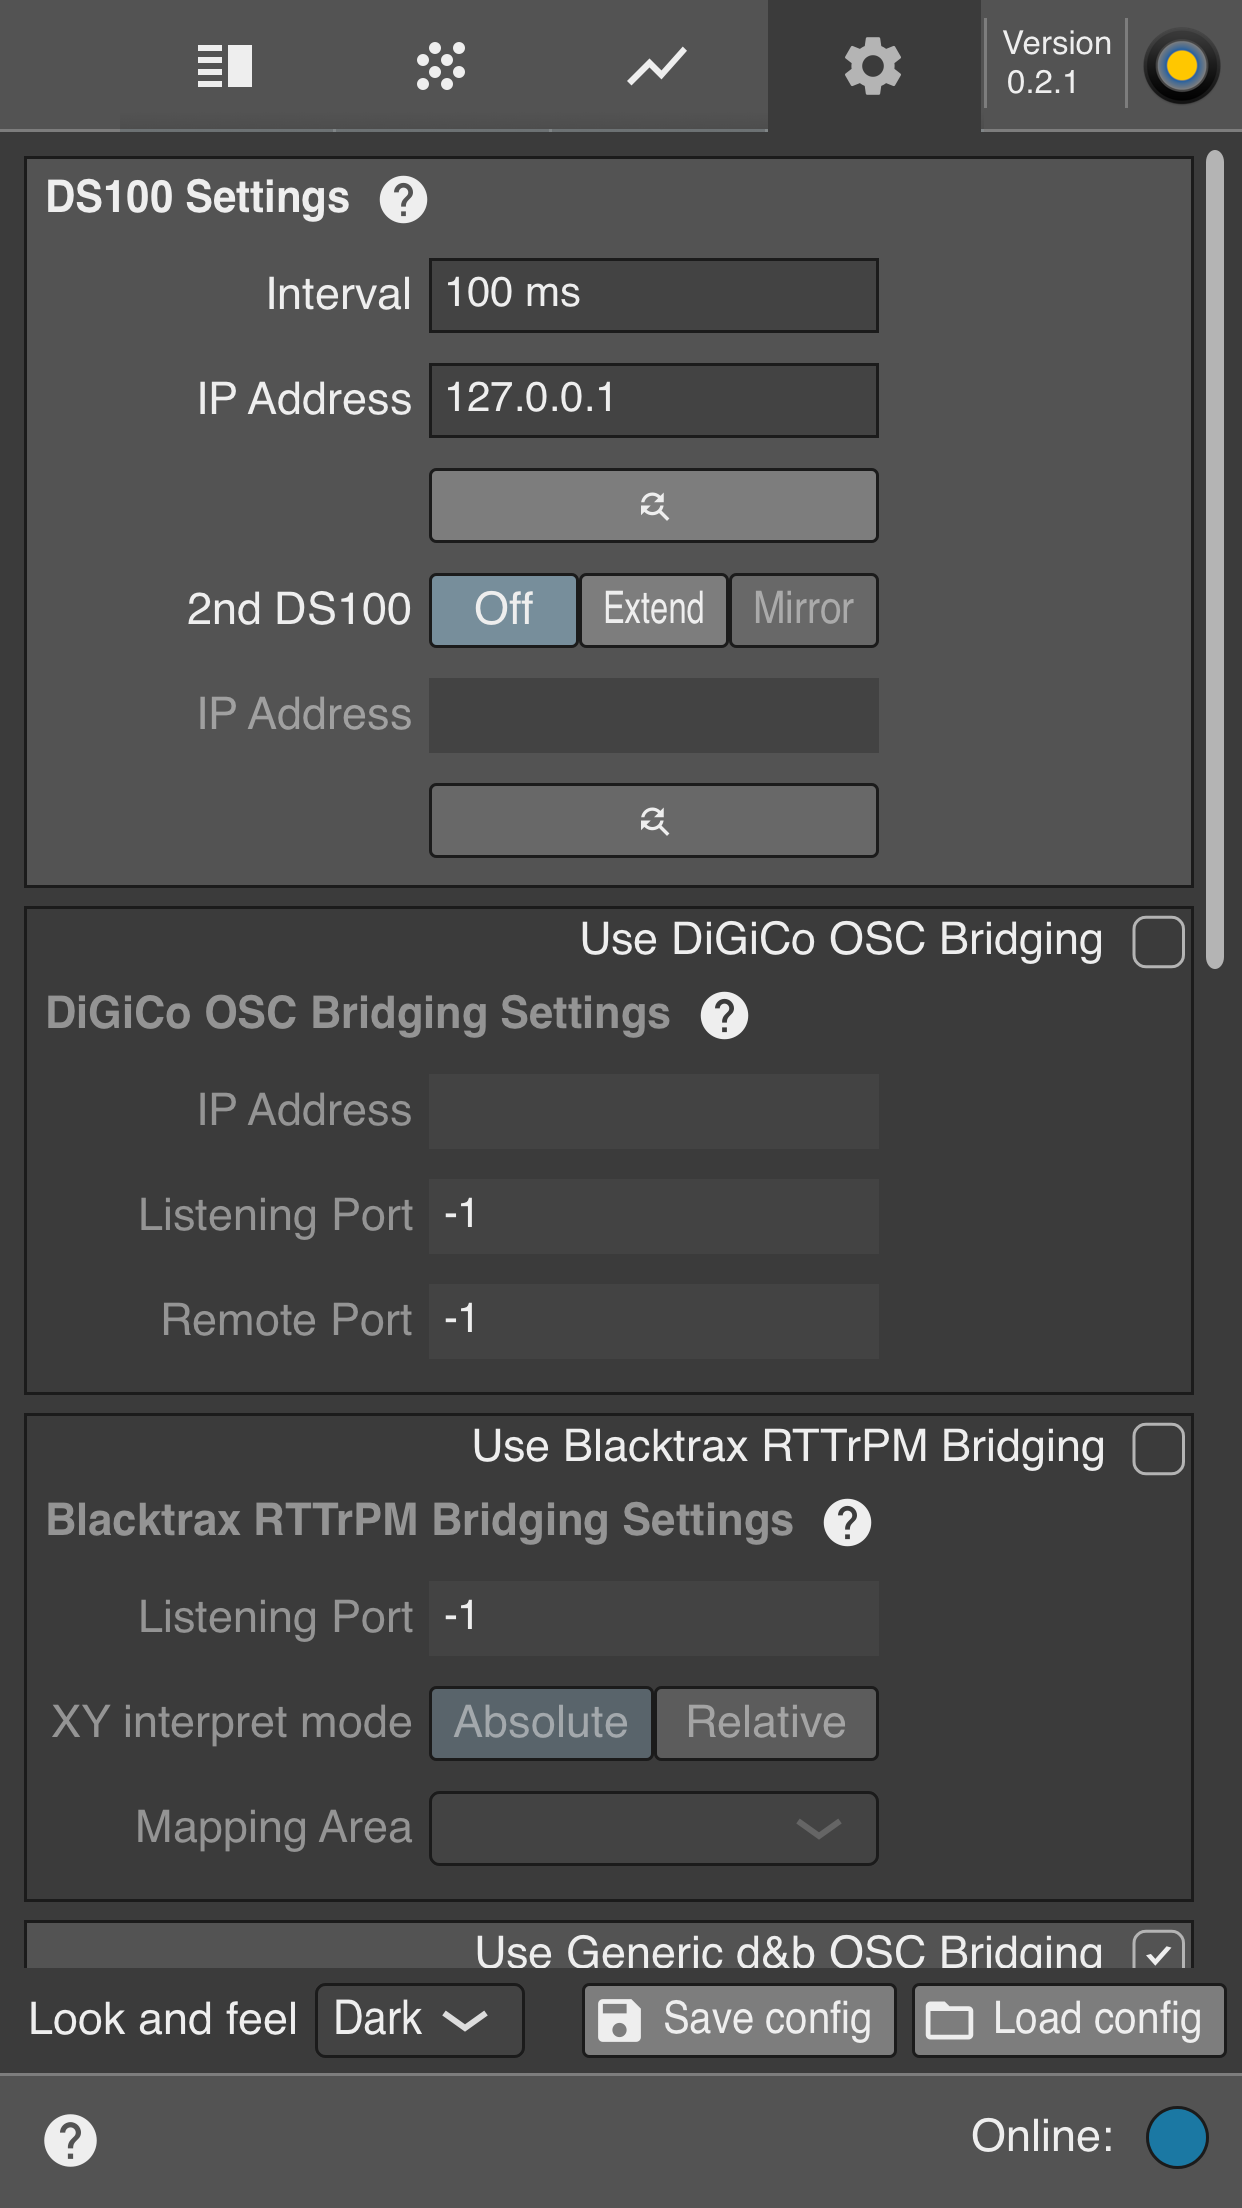 Version
0.2.1
DS100 Settings ?
Interval 100 ms
IP Address 127.0.0.1
2nd DS100 Off Extend Mirror
IP Address
Use DiGiCo OSC Bridging
DiGiCo OSC Bridging Settings ?
IP Address
Listening Port -1
Remote Port -1
Use Blacktrax RTTrPM Bridging
Blacktrax RTTrPM Bridging Settings ?
Listening Port -1
XY interpret mode Absolute Relative
Mapping Area
Use Generic d&b OSC Bridging
Look and feel Dark Save config Load config
? Online: